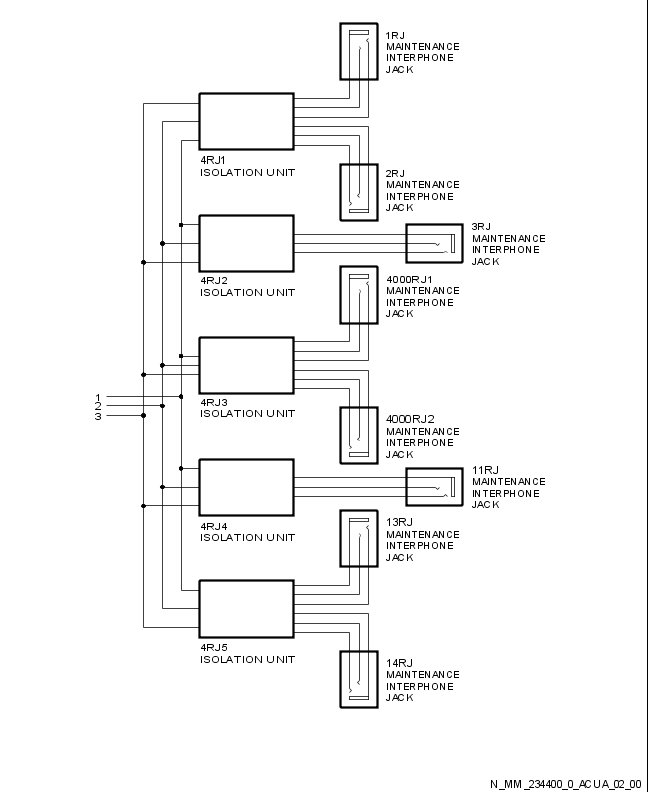 1RJ
MAINTENANCE
INTERPHONE
JACK
4RJ1
ISOLATION UNIT
2RJ
MAINTENANCE
INTERPHONE
JACK
3RJ
MAINTENANCE
INTERPHONE
JACK
4RJ2
ISOLATION UNIT
4000RJ1
MAINTENANCE
INTERPHONE
JACK
1
2
3
4RJ3
ISOLATION UNIT
4000RJ2
MAINTENANCE
INTERPHONE
JACK
11RJ
MAINTENANCE
INTERPHONE
JACK
4RJ4
ISOLATION UNIT
13RJ
MAINTENANCE
INTERPHONE
JACK
4RJ5
ISOLATION UNIT
14RJ
MAINTENANCE
INTERPHONE
JACK
N_MM_234400_0_ACUA_02_00